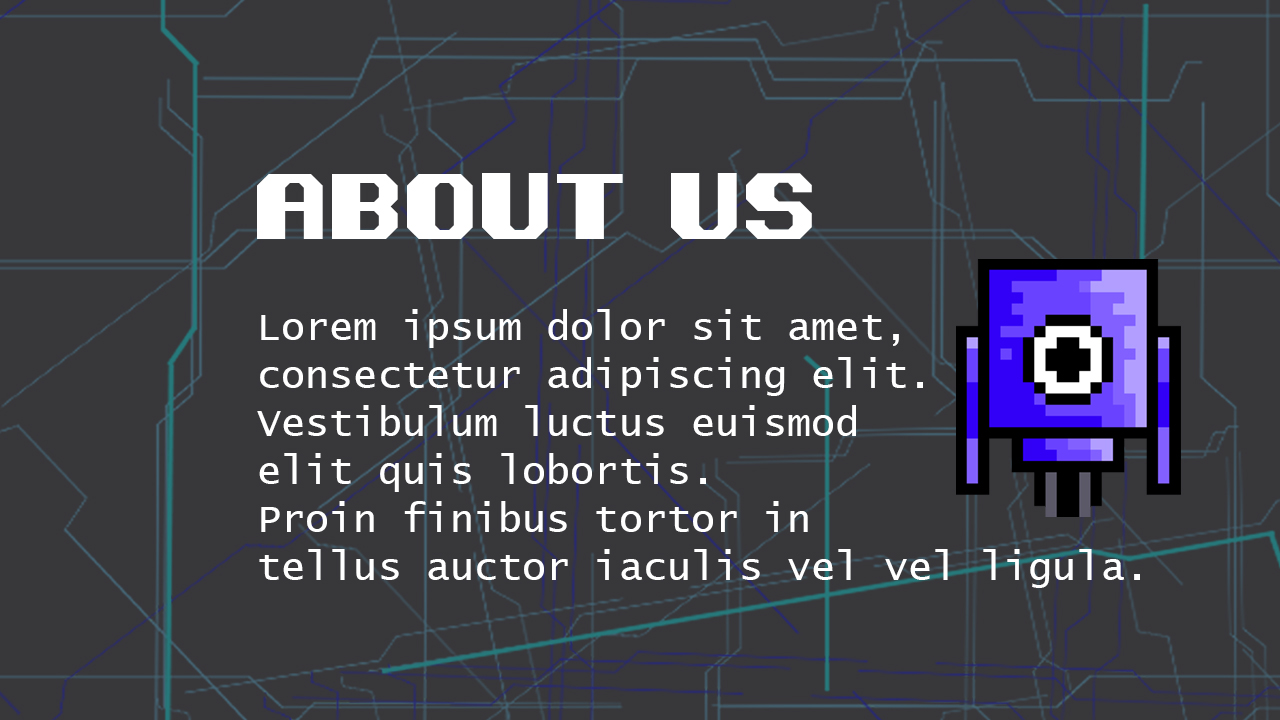 ABOUT US
Lorem ipsum dolor sit amet,
consectetur adipiscing elit.
Vestibulum luctus euismod
elit quis lobortis.
Proin finibus tortor in
tellus auctor iaculis vel vel ligula.